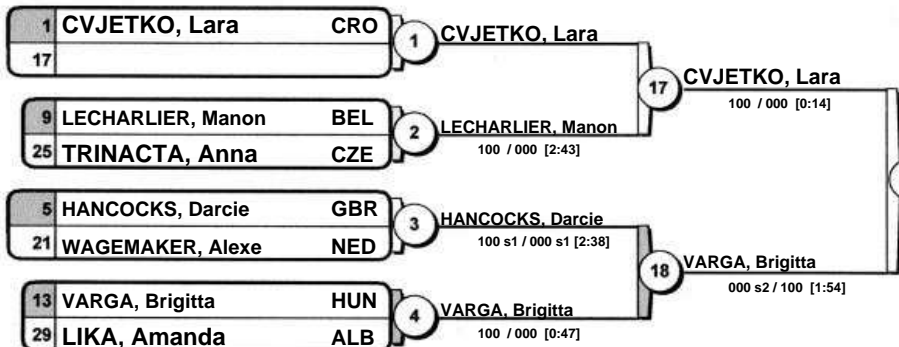 1 CVJETKO, Lara CRO
17
1 CVJETKO, Lara
9 LECHARLIER, Manon BEL
25 TRINACTA, Anna CZE
2 LECHARLIER, Manon
100 / 000 [2:43]
17 CVJETKO, Lara
100 / 000 [0:14]
5 HANCOCKS, Darcie GBR
21 WAGEMAKER, Alexe NED
3 HANCOCKS, Darcie
100 s1 / 000 s1 [2:38]
13 VARGA, Brigitta HUN
29 LIKA, Amanda ALB
4 VARGA, Brigitta
100 / 000 [0:47]
18 VARGA, Brigitta
000 s2 / 100 [1:54]